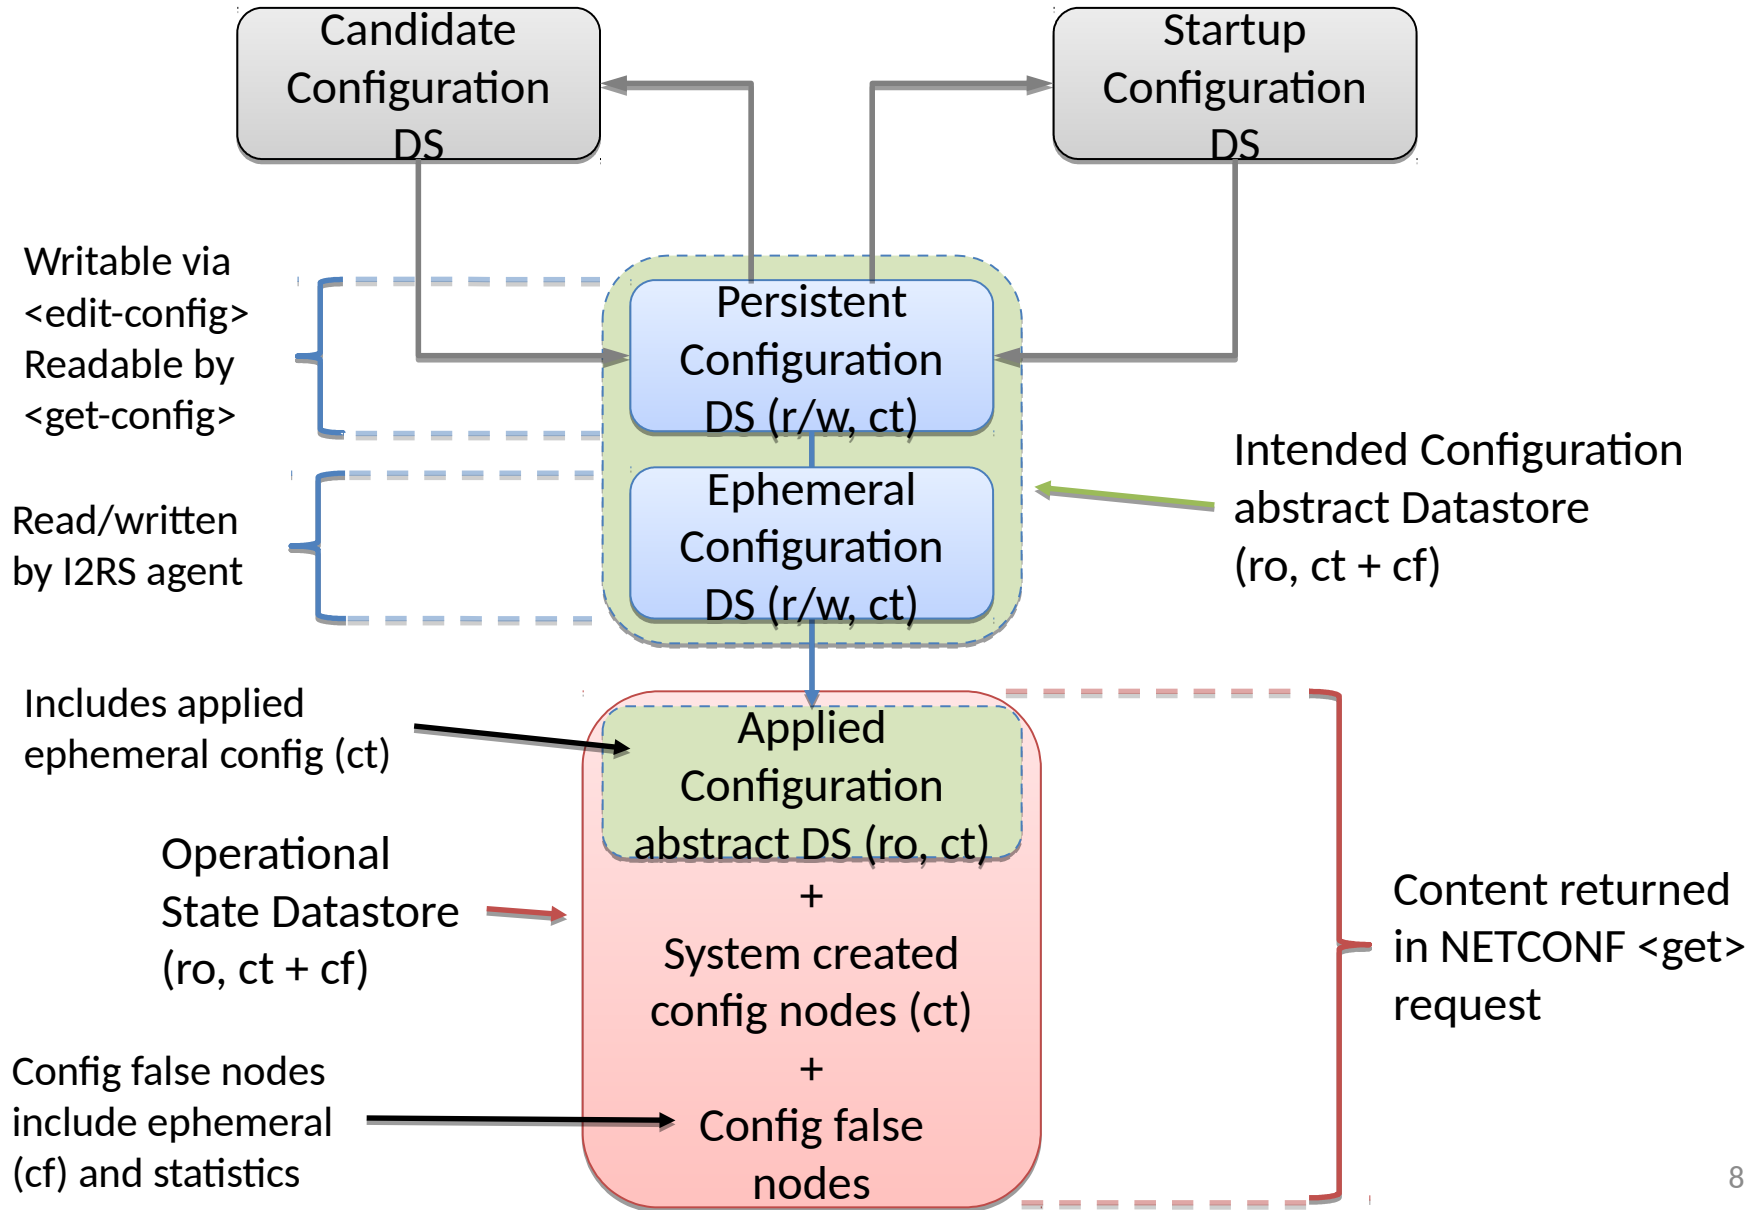 Candidate
Configuration
DS
Startup
Configuration
DS
Writable via
<edit-config>
Readable by
<get-config>
Persistent
Configuration
DS (r/w, ct)
Read/written
by I2RS agent
Ephemeral
Configuration
DS (r/w, ct)
Intended Configuration
abstract Datastore
(ro, ct + cf)
Includes applied
ephemeral config (ct)
Applied
Configuration
abstract DS (ro, ct)
+
System created
config nodes (ct)
+
Config false
nodes
Operational
State Datastore
(ro, ct + cf)
Content returned
in NETCONF <get>
request
Config false nodes
include ephemeral
(cf) and statistics
8